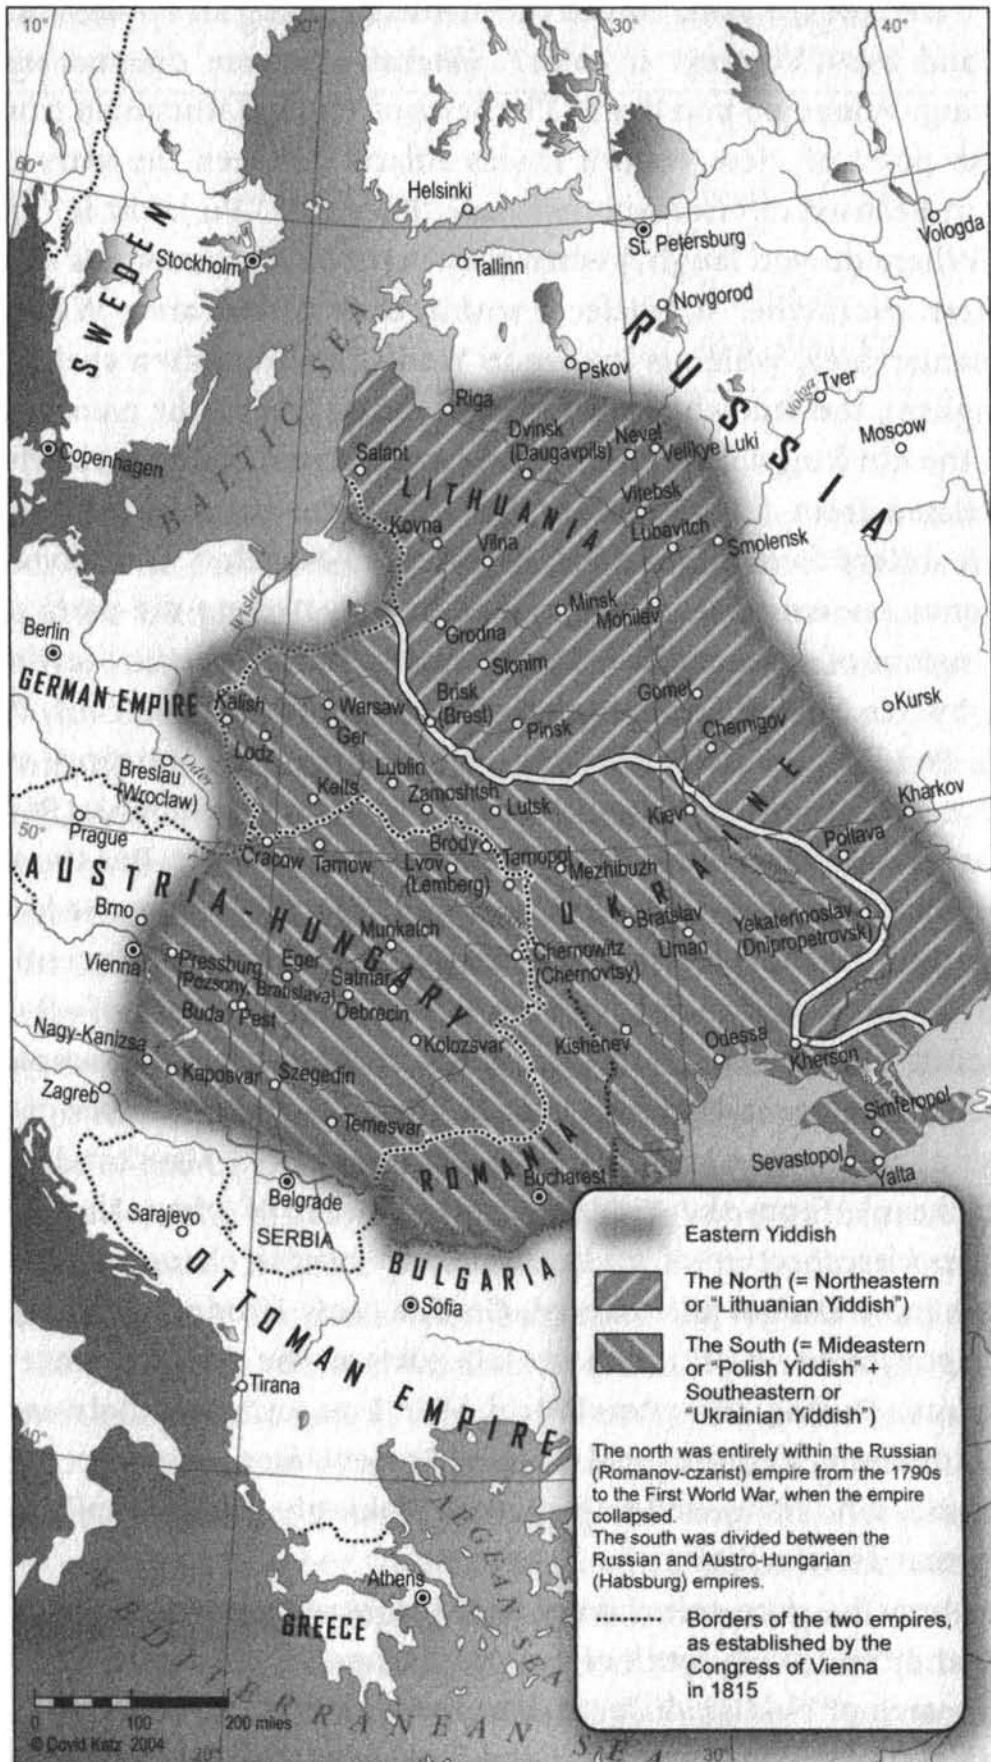 10°
20°
30°
40°
60°
Helsinki
St. Petersburg
Vologda
SWEDEN
Stockholm
Tallinn
Novgorod
BALTIC SEA
RUSSIA
Pskov
Volga
Tver
Riga
Copenhagen
Dvinsk
(Daugavpils)
Nevel
Velikye Luki
Moscow
Salant
LITHUANIA
Vitebsk
Kovna
Vilna
Lubavitch
Smolensk
Wisla
Minsk
Mohilev
Berlin
Grodna
Slonim
GERMAN EMPIRE
Kalish
Warsaw
Brisk
(Brest)
Pinsk
Gomel
Kursk
Lodz
Ger
Chernigov
Breslau
(Wroclaw)
Oder
Lublin
Kelts
Zamoshtsh
Lutsk
Kiev
Kharkov
50°
Prague
Cracow
Tarnow
Brody
Lvov
(Lemberg)
Tarnopol
Mezhibuzh
Poltava
AUSTRIA-HUNGARY
UKRAINE
Brno
Munkatch
Bratslav
Uman
Yekaterinoslav
(Dnipropetrovsk)
Vienna
Pressburg
(Pozsony, Bratislava)
Eger
Satmar
Chernowitz
(Chernovtsy)
Buda
Pest
Debrecin
Nagy-Kanizsa
Kolozsvar
Kishenev
Odessa
Kherson
Kaposvar
Szegedin
Zagreb
Simferopol
Temesvar
ROMANIA
Sevastopol
Yalta
Bucharest
Belgrade
Sarajevo
SERBIA
BULGARIA
OTTOMAN EMPIRE
Sofia
Tirana
40°
AEGEAN SEA
Athens
GREECE
MEDITERRANEAN SEA
Eastern Yiddish
The North (= Northeastern
or “Lithuanian Yiddish”)
The South (= Mideastern
or “Polish Yiddish” +
Southeastern or
“Ukrainian Yiddish”)
The north was entirely within the Russian
(Romanov-czarist) empire from the 1790s
to the First World War, when the empire
collapsed.
The south was divided between the
Russian and Austro-Hungarian
(Habsburg) empires.
Borders of the two empires,
as established by the
Congress of Vienna
in 1815
0
100
200 miles
© David Katz 2004
20°
30